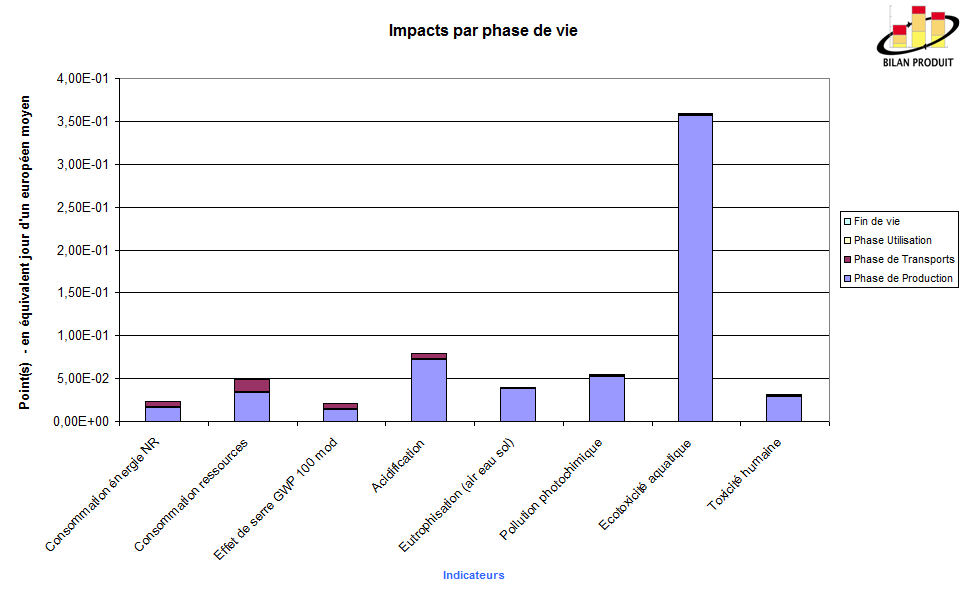 Impacts par phase de vie
BILAN PRODUIT
Point(s) - en équivalent jour d'un européen moyen
4,00E-01
3,50E-01
3,00E-01
2,50E-01
2,00E-01
1,50E-01
1,00E-01
5,00E-02
0,00E+00
Fin de vie
Phase Utilisation
Phase de Transports
Phase de Production
Consommation énergie NR
Consommation ressources
Effet de serre GWP 100 mod
Acidification
Eutrophisation (air eau sol)
Pollution photochimique
Ecotoxicité aquatique
Toxicité humaine
Indicateurs